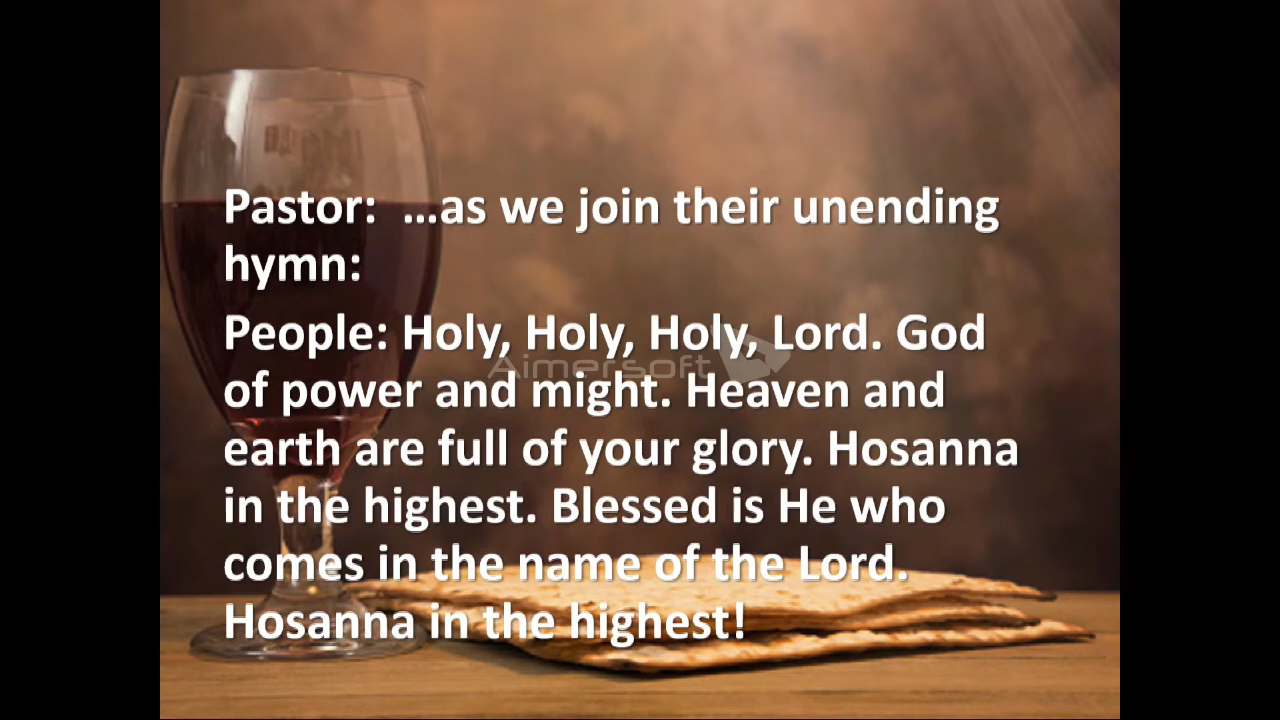 Pastor:  …as we join their unending
hymn:
People: Holy, Holy, Holy, Lord. God
Aimersoft
of power and might. Heaven and
earth are full of your glory. Hosanna
in the highest. Blessed is He who
comes in the name of the Lord.
Hosanna in the highest!